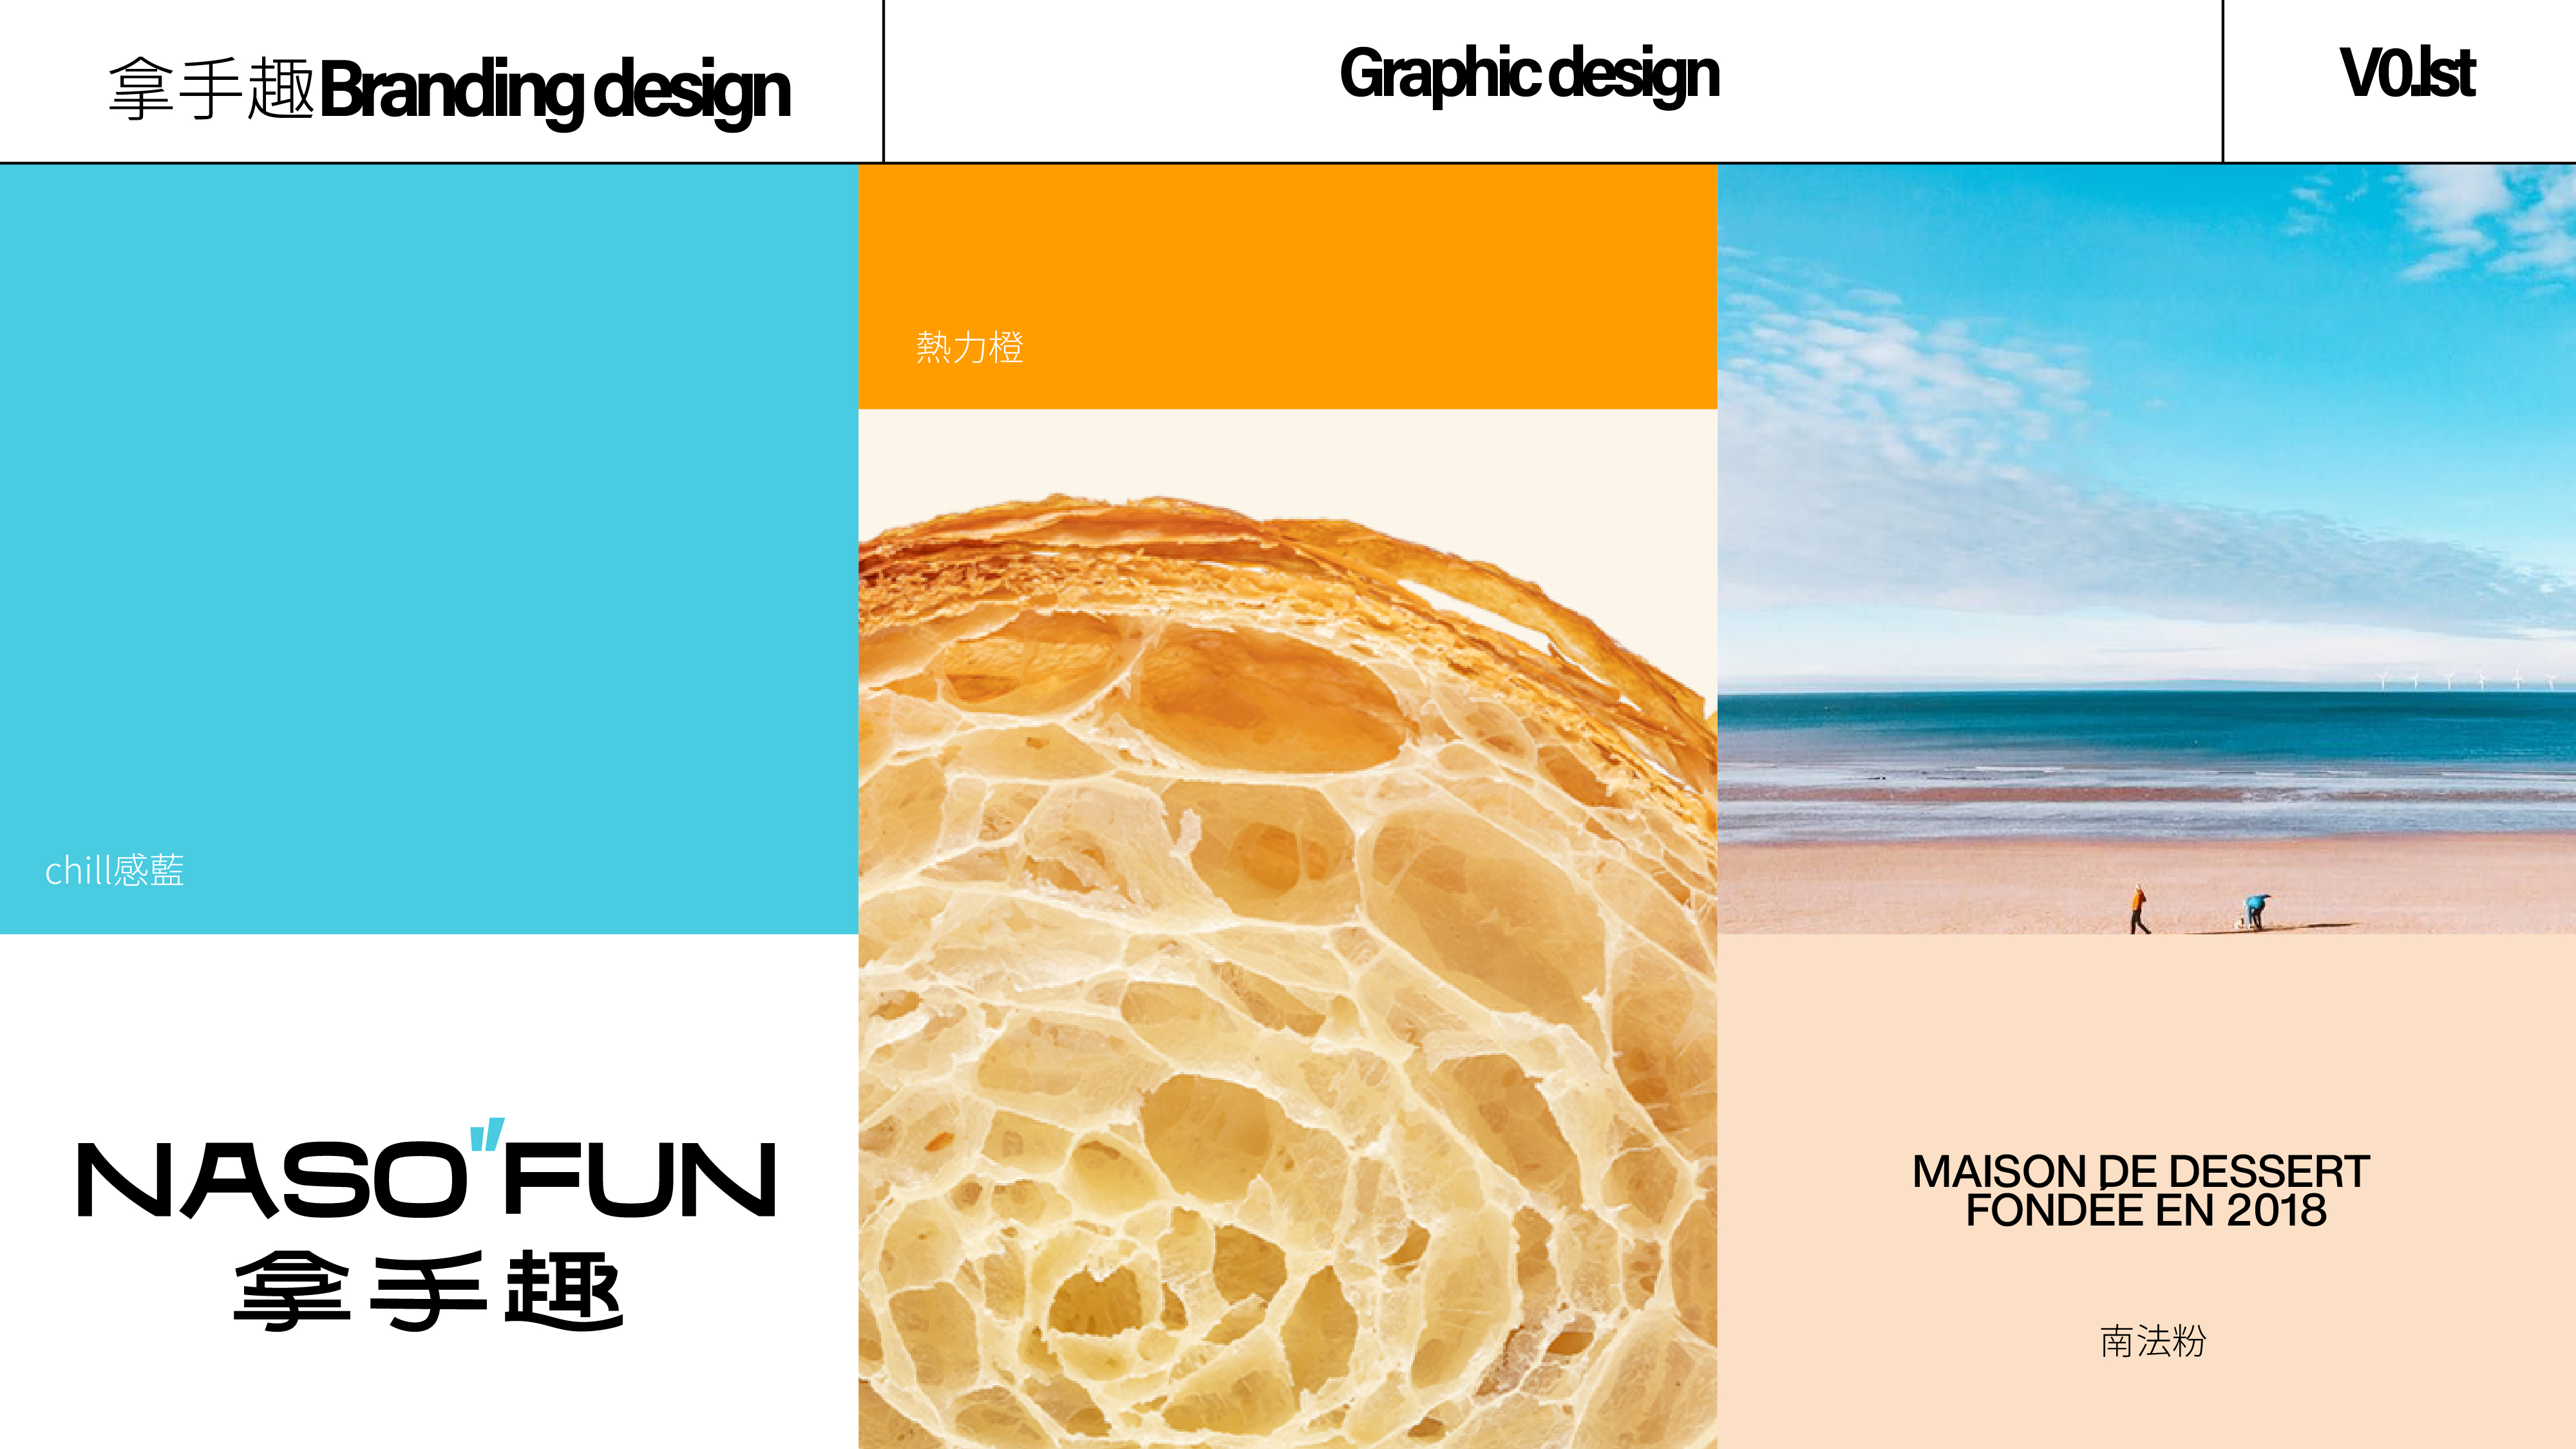 拿手趣Branding design
Graphic design
V0.1st
熱力橙
chill感藍
NASO"FUN
拿手趣
MAISON DE DESSERT
FONDÉE EN 2018
南法粉